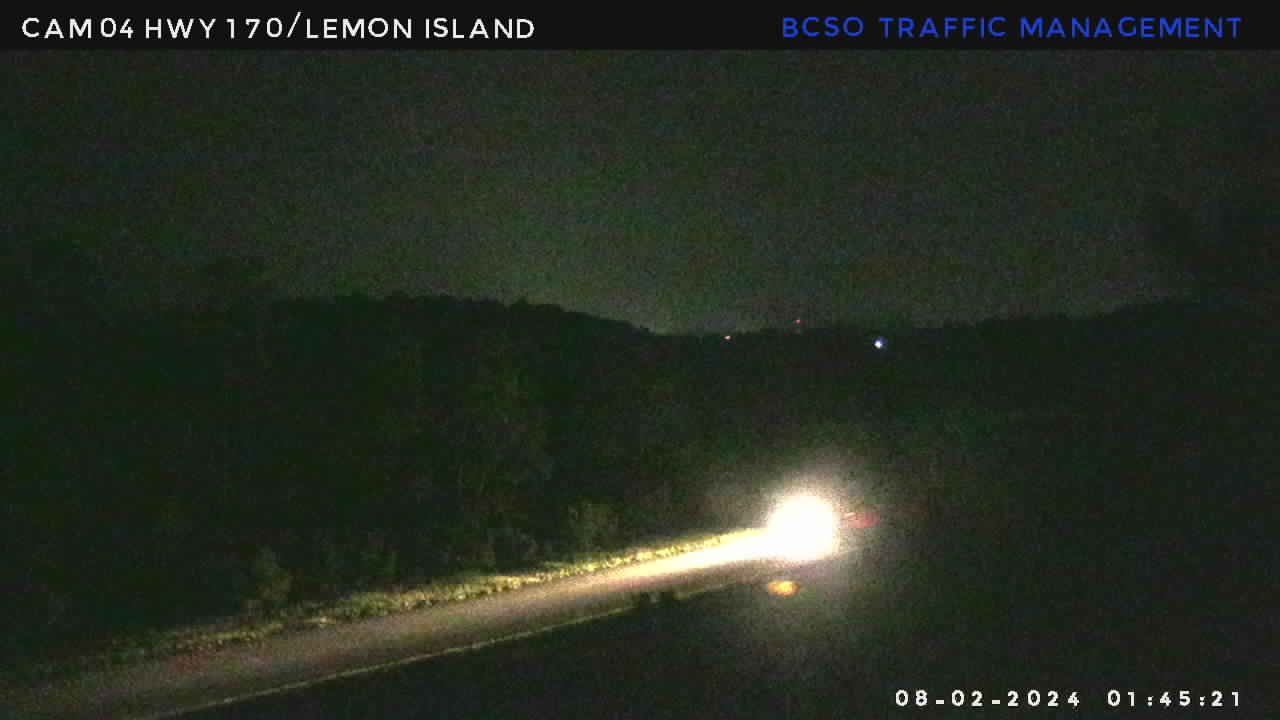 CAM04 HWY 170/LEMON ISLAND
BCSO TRAFFIC MANAGEMENT
08-02-2024 01:45:21